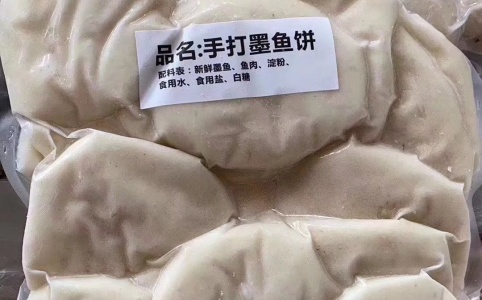 品名:手打墨鱼饼
配料表：新鲜墨鱼、鱼肉、淀粉、
食用水、食用盐、白糖